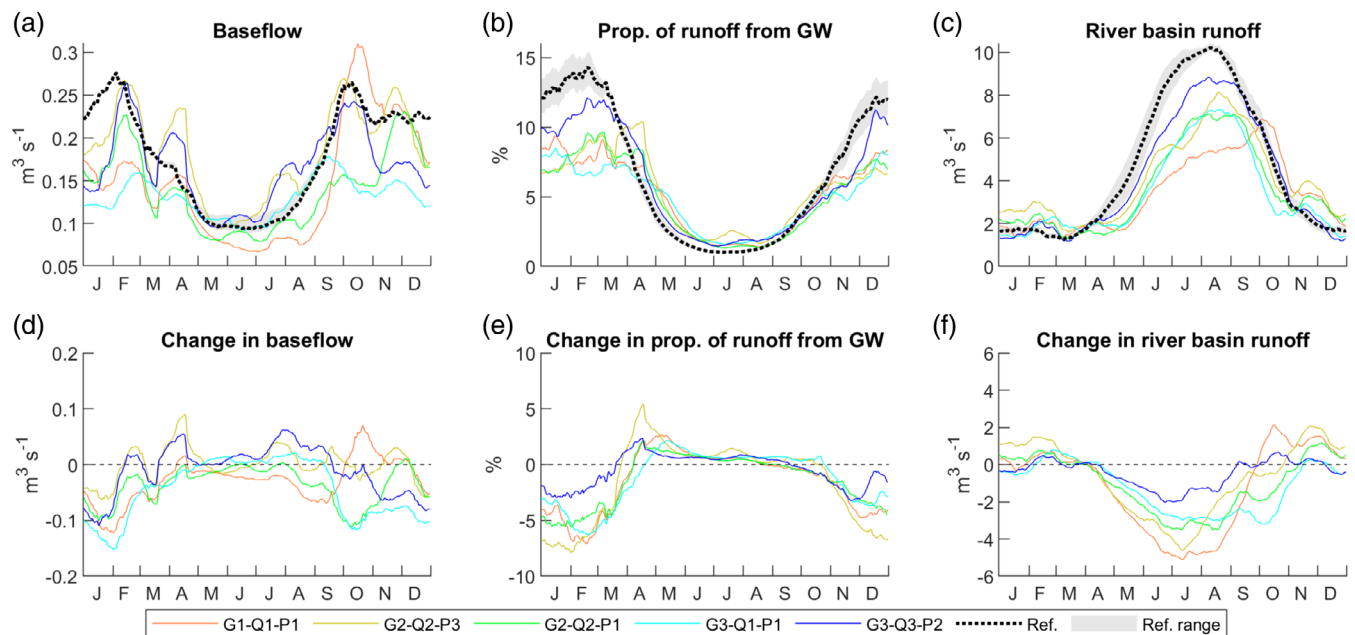 (a) Baseflow
(b) Prop. of runoff from GW
(c) River basin runoff
m³ s⁻¹
0.3
0.25
0.2
0.15
0.1
0.05
J F M A M J J A S O N D
%
15
10
5
0
J F M A M J J A S O N D
m³ s⁻¹
10
8
6
4
2
0
J F M A M J J A S O N D
(d) Change in baseflow
(e) Change in prop. of runoff from GW
(f) Change in river basin runoff
m³ s⁻¹
0.2
0.1
0
-0.1
-0.2
J F M A M J J A S O N D
%
10
5
0
-5
-10
J F M A M J J A S O N D
m³ s⁻¹
6
4
2
0
-2
-4
-6
J F M A M J J A S O N D
G1-Q1-P1 G2-Q2-P3 G2-Q2-P1 G3-Q1-P1 G3-Q3-P2 Ref. Ref. range